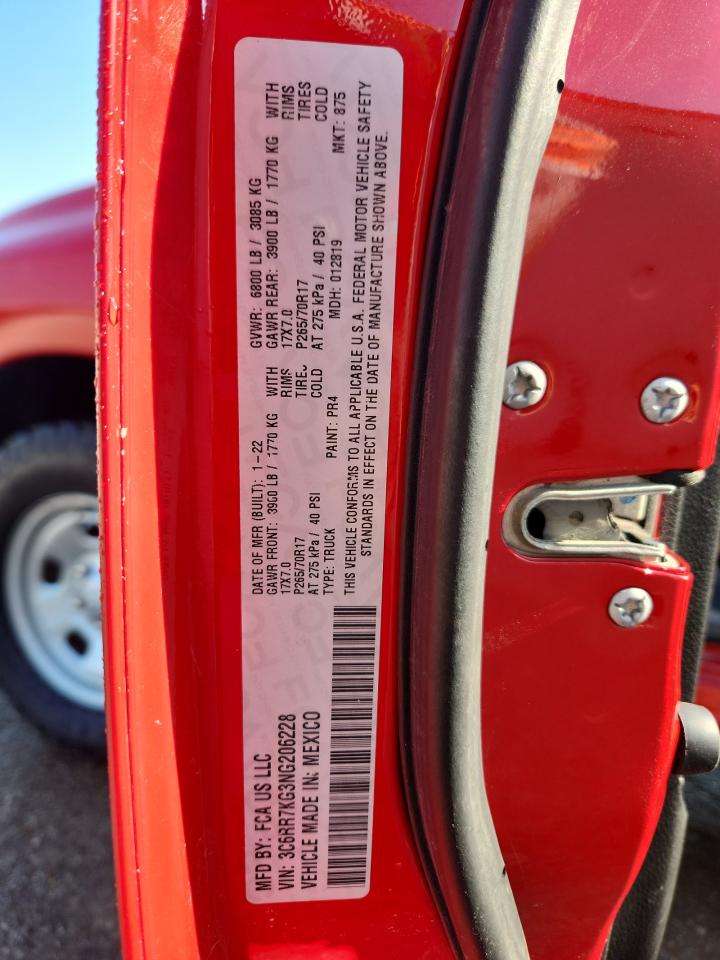 MFD BY: FCA US LLC
VIN: 3C6RR7KG3NG206228
VEHICLE MADE IN: MEXICO
DATE OF MFR (BUILT): 1-22 GVWR: 6800 LB / 3085 KG
GAWR FRONT: 3900 LB / 1770 KG WITH GAWR REAR: 3900 LB / 1770 KG WITH
17X7.0 RIMS 17X7.0 RIMS
P265/70R17 TIRES P265/70R17 TIRES
AT 275 kPa / 40 PSI COLD AT 275 kPa / 40 PSI COLD
TYPE: TRUCK PAINT: PR4 MDH: 012819 MKT: 875
THIS VEHICLE CONFORMS TO ALL APPLICABLE U.S.A. FEDERAL MOTOR VEHICLE SAFETY
STANDARDS IN EFFECT ON THE DATE OF MANUFACTURE SHOWN ABOVE.